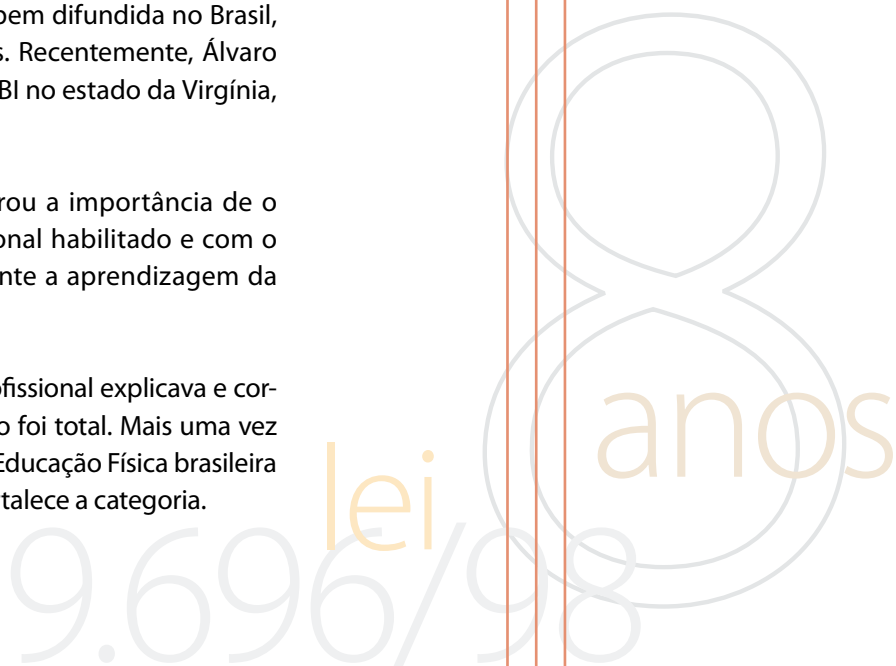 bem difundida no Brasil,
s. Recentemente, Álvaro
BI no estado da Virgínia,
rou a importância de o
onal habilitado e com o
nte a aprendizagem da
ofissional explicava e cor-
o foi total. Mais uma vez
Educação Física brasileira
rtalece a categoria.
8
anos
lei
9.696/98